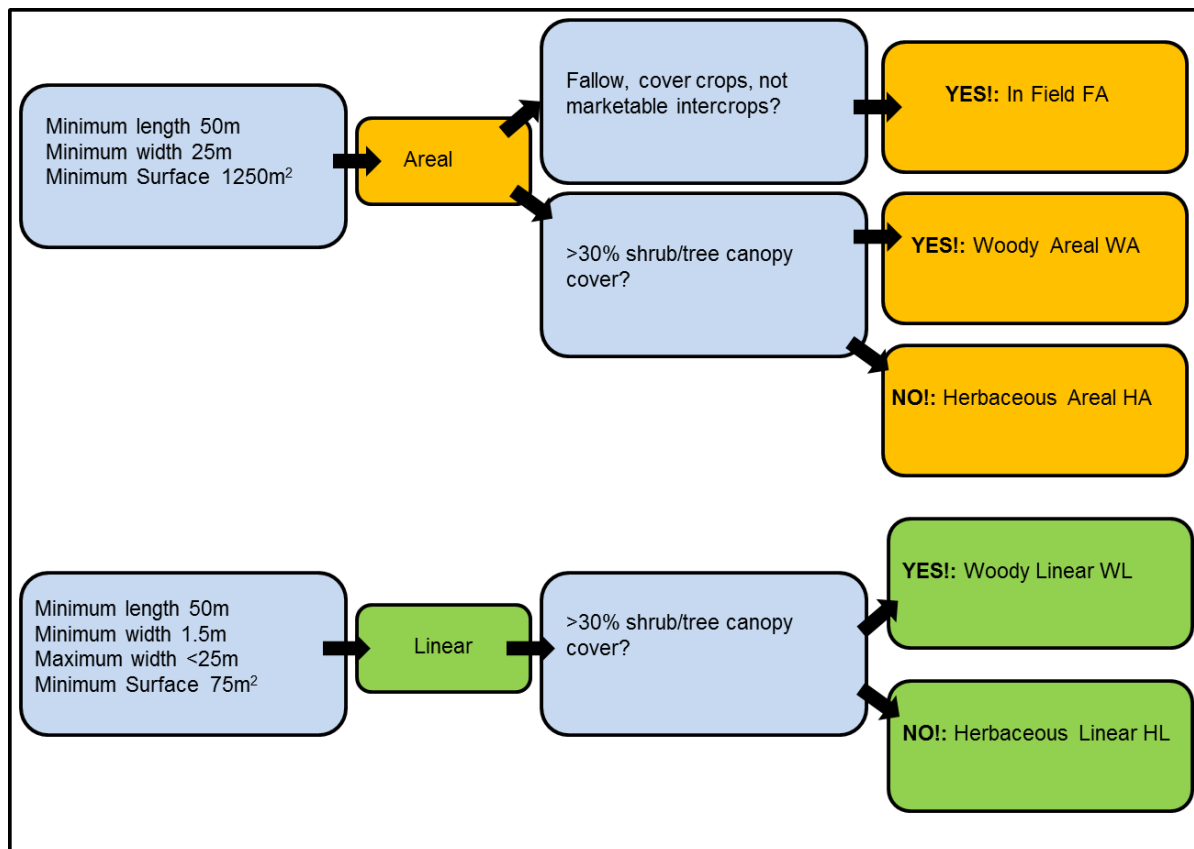 Minimum length 50m
Minimum width 25m
Minimum Surface 1250m²
Areal
Fallow, cover crops, not
marketable intercrops?
YES!: In Field FA
>30% shrub/tree canopy
cover?
YES!: Woody Areal WA
NO!: Herbaceous Areal HA
Minimum length 50m
Minimum width 1.5m
Maximum width <25m
Minimum Surface 75m²
Linear
>30% shrub/tree canopy
cover?
YES!: Woody Linear WL
NO!: Herbaceous Linear HL